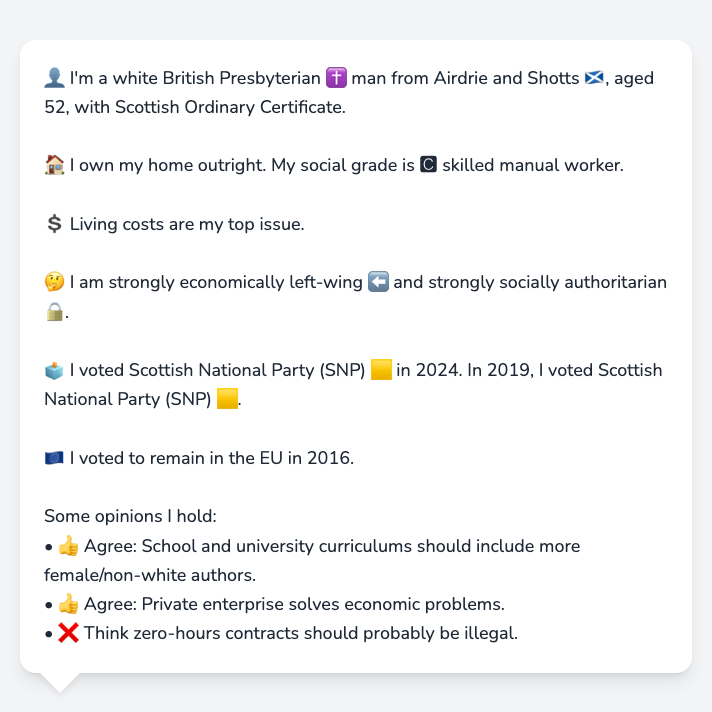 👤 I'm a white British Presbyterian ✝️ man from Airdrie and Shotts 🏴󠁧󠁢󠁳󠁣󠁴󠁿, aged
52, with Scottish Ordinary Certificate.
🏠 I own my home outright. My social grade is 🅲 skilled manual worker.
💲 Living costs are my top issue.
🤔 I am strongly economically left-wing ⬅️ and strongly socially authoritarian
🔒.
🗳️ I voted Scottish National Party (SNP) 🟨 in 2024. In 2019, I voted Scottish
National Party (SNP) 🟨.
🇪🇺 I voted to remain in the EU in 2016.
Some opinions I hold:
• 👍 Agree: School and university curriculums should include more
female/non-white authors.
• 👍 Agree: Private enterprise solves economic problems.
• ❌ Think zero-hours contracts should probably be illegal.